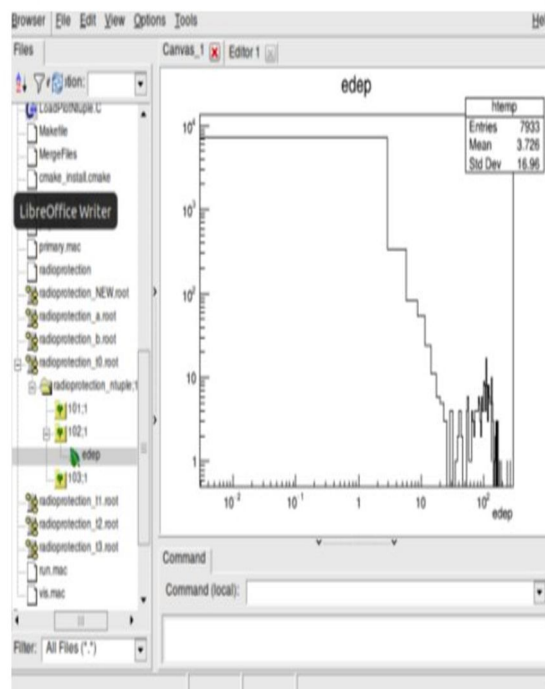 Browser File Edit View Options Tools
Files
Canvas_1
Editor 1
LoadPlotNtuple.C
Makefile
MergeFiles
cmake_install.cmake
LibreOffice Writer
primary.mac
radioprotection
radioprotection_NEW.root
radioprotection_a.root
radioprotection_b.root
radioprotection_t0.root
radioprotection_ntuple;1
101;1
102;1
edep
103;1
radioprotection_t1.root
radioprotection_t2.root
radioprotection_t3.root
run.mac
vis.mac
Filter: All Files (*.*)
edep
htemp
Entries 7933
Mean 3.726
Std Dev 16.96
10⁴
10³
10²
10
1
10⁻² 10⁻¹ 1 10 10²
edep
Command
Command (local):